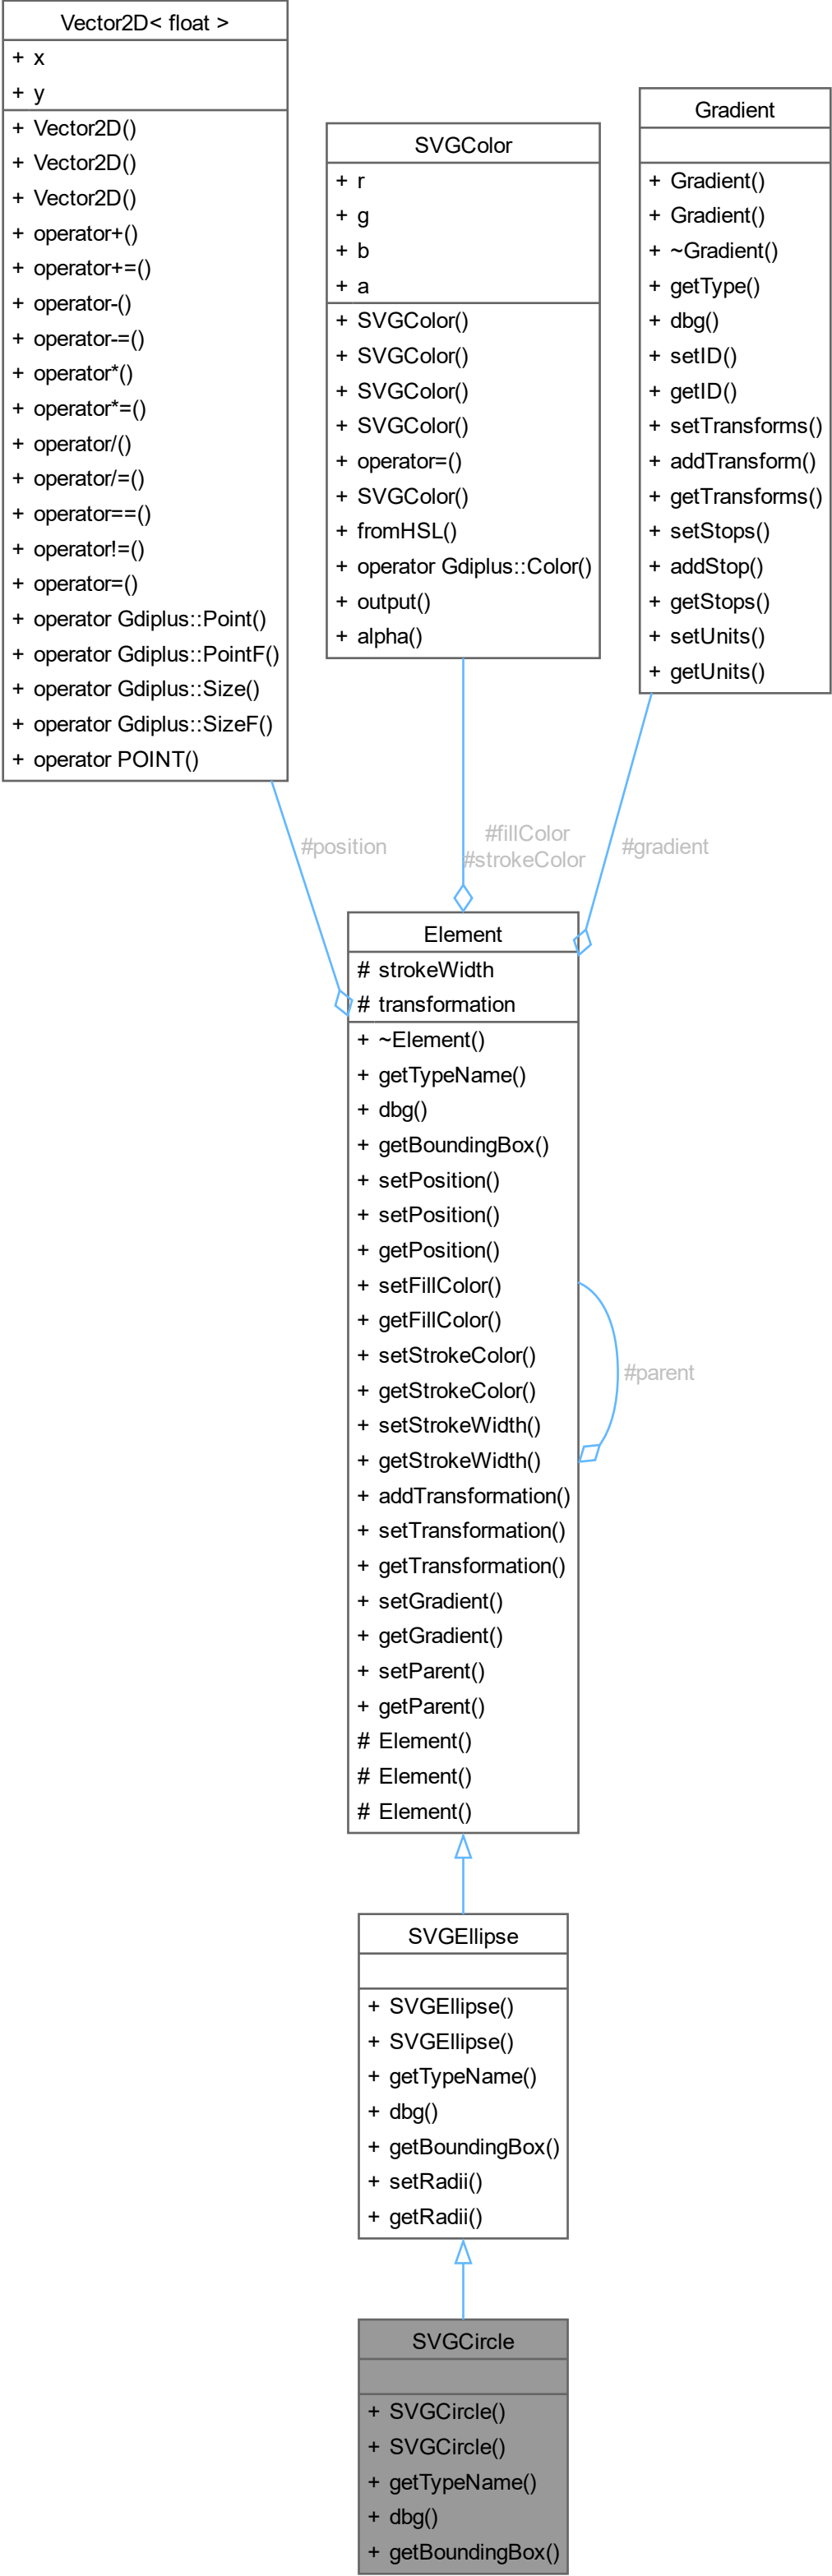 Vector2D< float >
+ x
+ y
+ Vector2D()
+ Vector2D()
+ Vector2D()
+ operator+()
+ operator+=()
+ operator-()
+ operator-=()
+ operator*()
+ operator*=()
+ operator/()
+ operator/=()
+ operator==()
+ operator!=()
+ operator=()
+ operator Gdiplus::Point()
+ operator Gdiplus::PointF()
+ operator Gdiplus::Size()
+ operator Gdiplus::SizeF()
+ operator POINT()
SVGColor
+ r
+ g
+ b
+ a
+ SVGColor()
+ SVGColor()
+ SVGColor()
+ SVGColor()
+ operator=()
+ SVGColor()
+ fromHSL()
+ operator Gdiplus::Color()
+ output()
+ alpha()
Gradient
+ Gradient()
+ Gradient()
+ ~Gradient()
+ getType()
+ dbg()
+ setID()
+ getID()
+ setTransforms()
+ addTransform()
+ getTransforms()
+ setStops()
+ addStop()
+ getStops()
+ setUnits()
+ getUnits()
#position
#fillColor
#strokeColor
#gradient
Element
# strokeWidth
# transformation
+ ~Element()
+ getTypeName()
+ dbg()
+ getBoundingBox()
+ setPosition()
+ setPosition()
+ getPosition()
+ setFillColor()
+ getFillColor()
+ setStrokeColor()
+ getStrokeColor()
+ setStrokeWidth()
+ getStrokeWidth()
+ addTransformation()
+ setTransformation()
+ getTransformation()
+ setGradient()
+ getGradient()
+ setParent()
+ getParent()
# Element()
# Element()
# Element()
#parent
SVGEllipse
+ SVGEllipse()
+ SVGEllipse()
+ getTypeName()
+ dbg()
+ getBoundingBox()
+ setRadii()
+ getRadii()
SVGCircle
+ SVGCircle()
+ SVGCircle()
+ getTypeName()
+ dbg()
+ getBoundingBox()